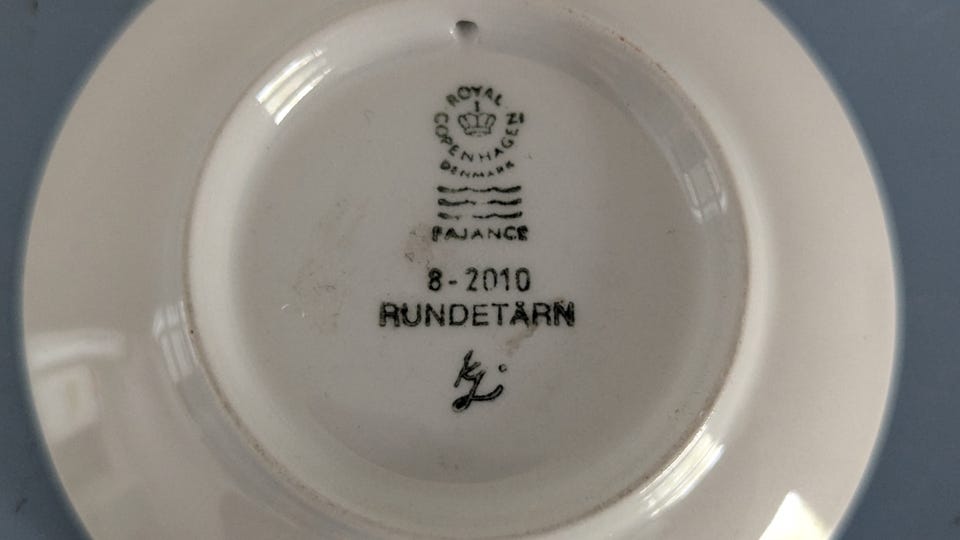 ROYAL
COPENHAGEN
DENMARK
FAJANCE
8-2010
RUNDETÅRN